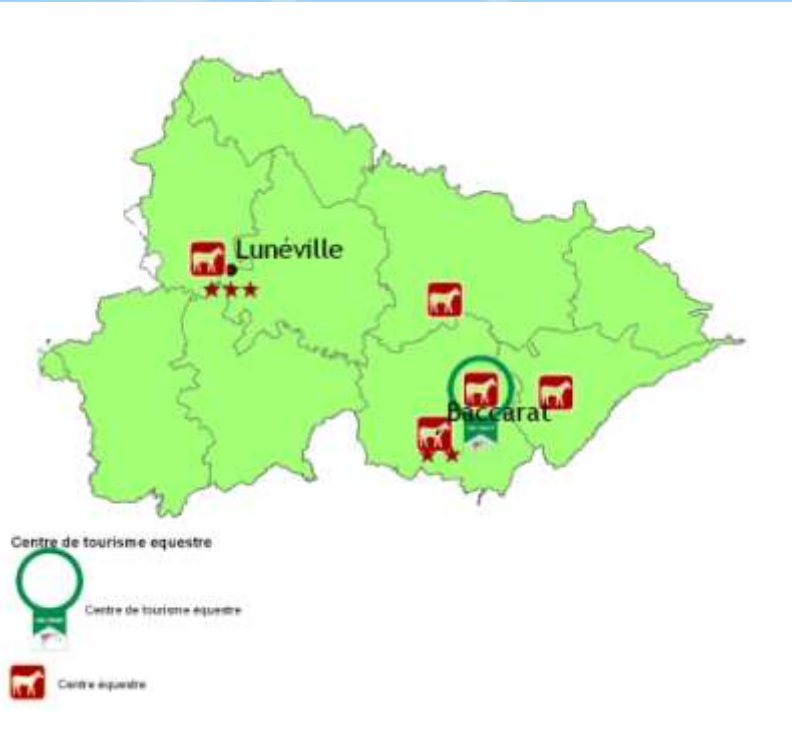 Lunéville
Baccarat
Centre de tourisme equestre
Centre de tourisme équestre
Centre équestre